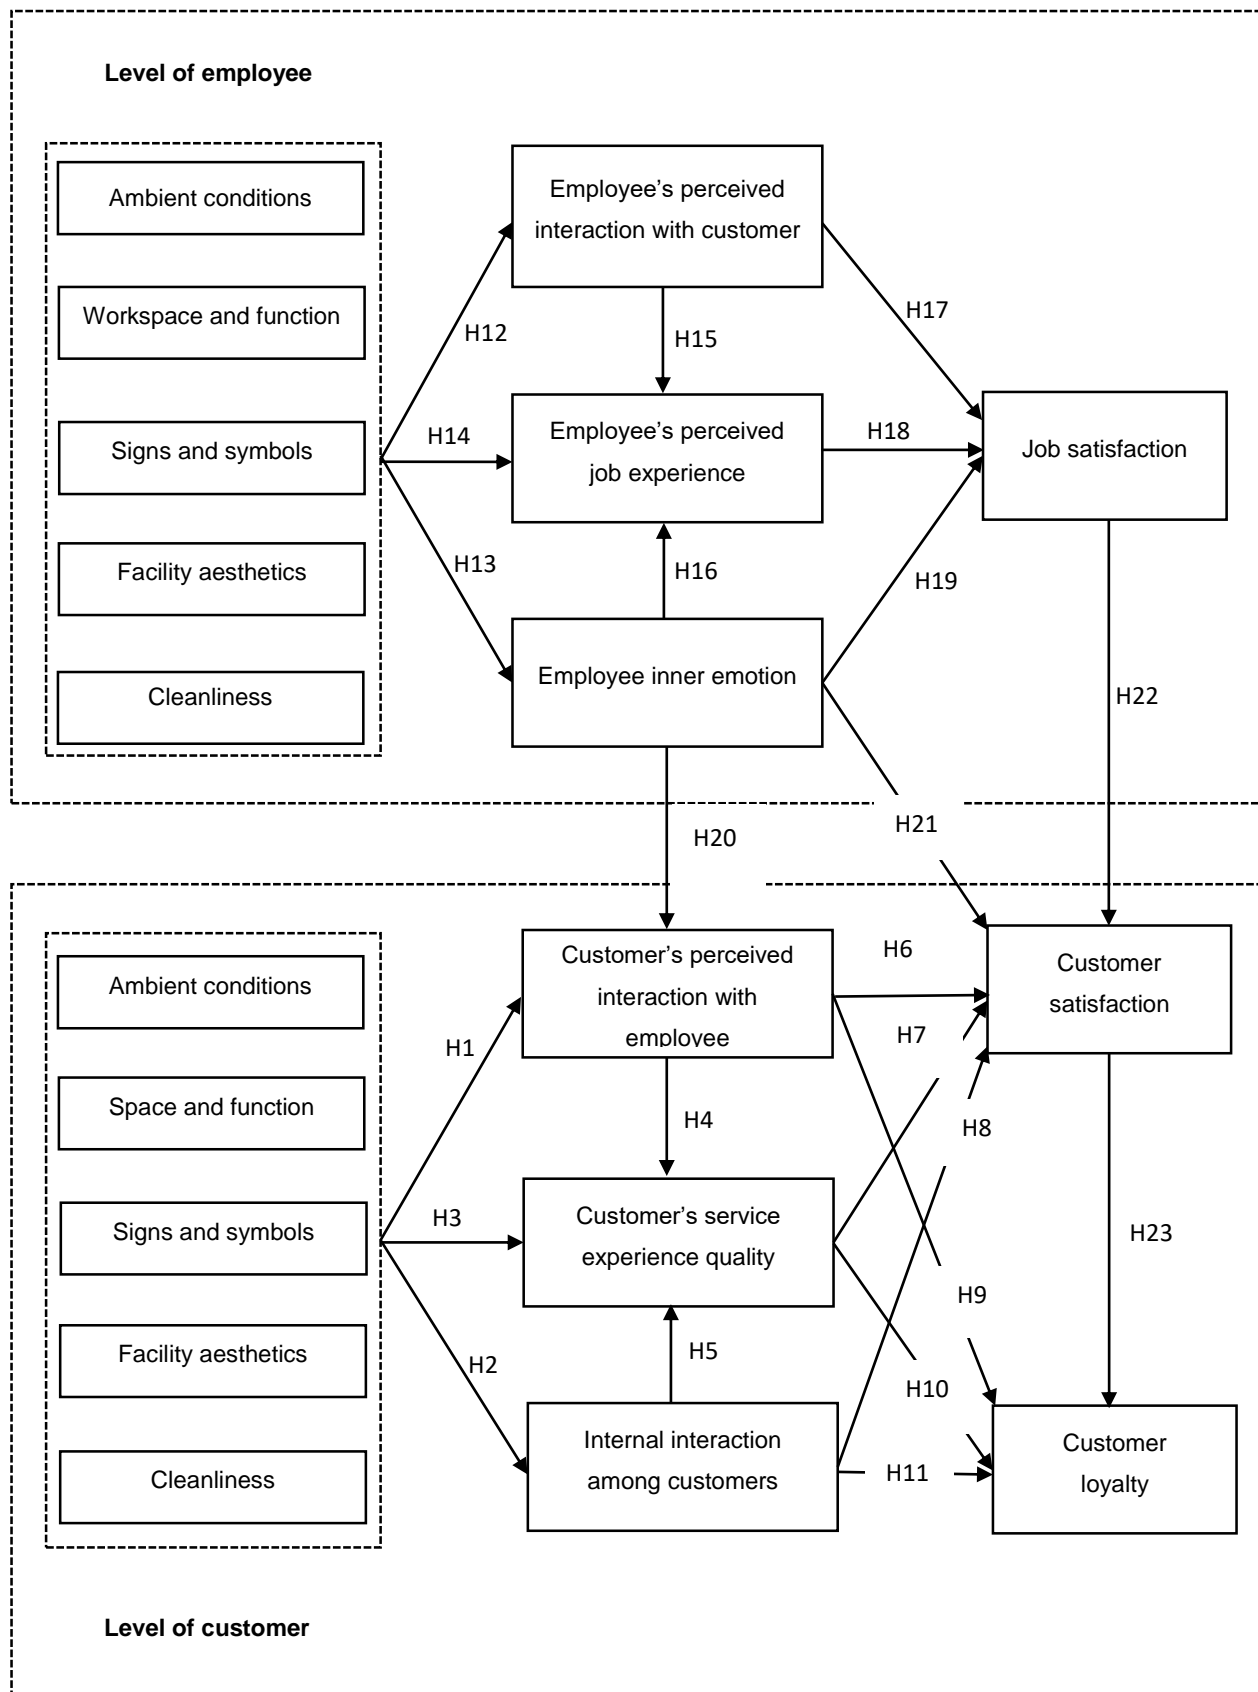 Level of employee
Ambient conditions
Workspace and function
Signs and symbols
Facility aesthetics
Cleanliness
H12
H14
H13
Employee’s perceived
interaction with customer
H15
Employee’s perceived
job experience
H16
Employee inner emotion
H17
H18
H19
Job satisfaction
H22
H20
H21
Ambient conditions
Space and function
Signs and symbols
Facility aesthetics
Cleanliness
H1
H3
H2
Customer’s perceived
interaction with
employee
H4
Customer’s service
experience quality
H5
Internal interaction
among customers
H6
H7
H8
H9
H10
H11
Customer
satisfaction
H23
Customer
loyalty
Level of customer